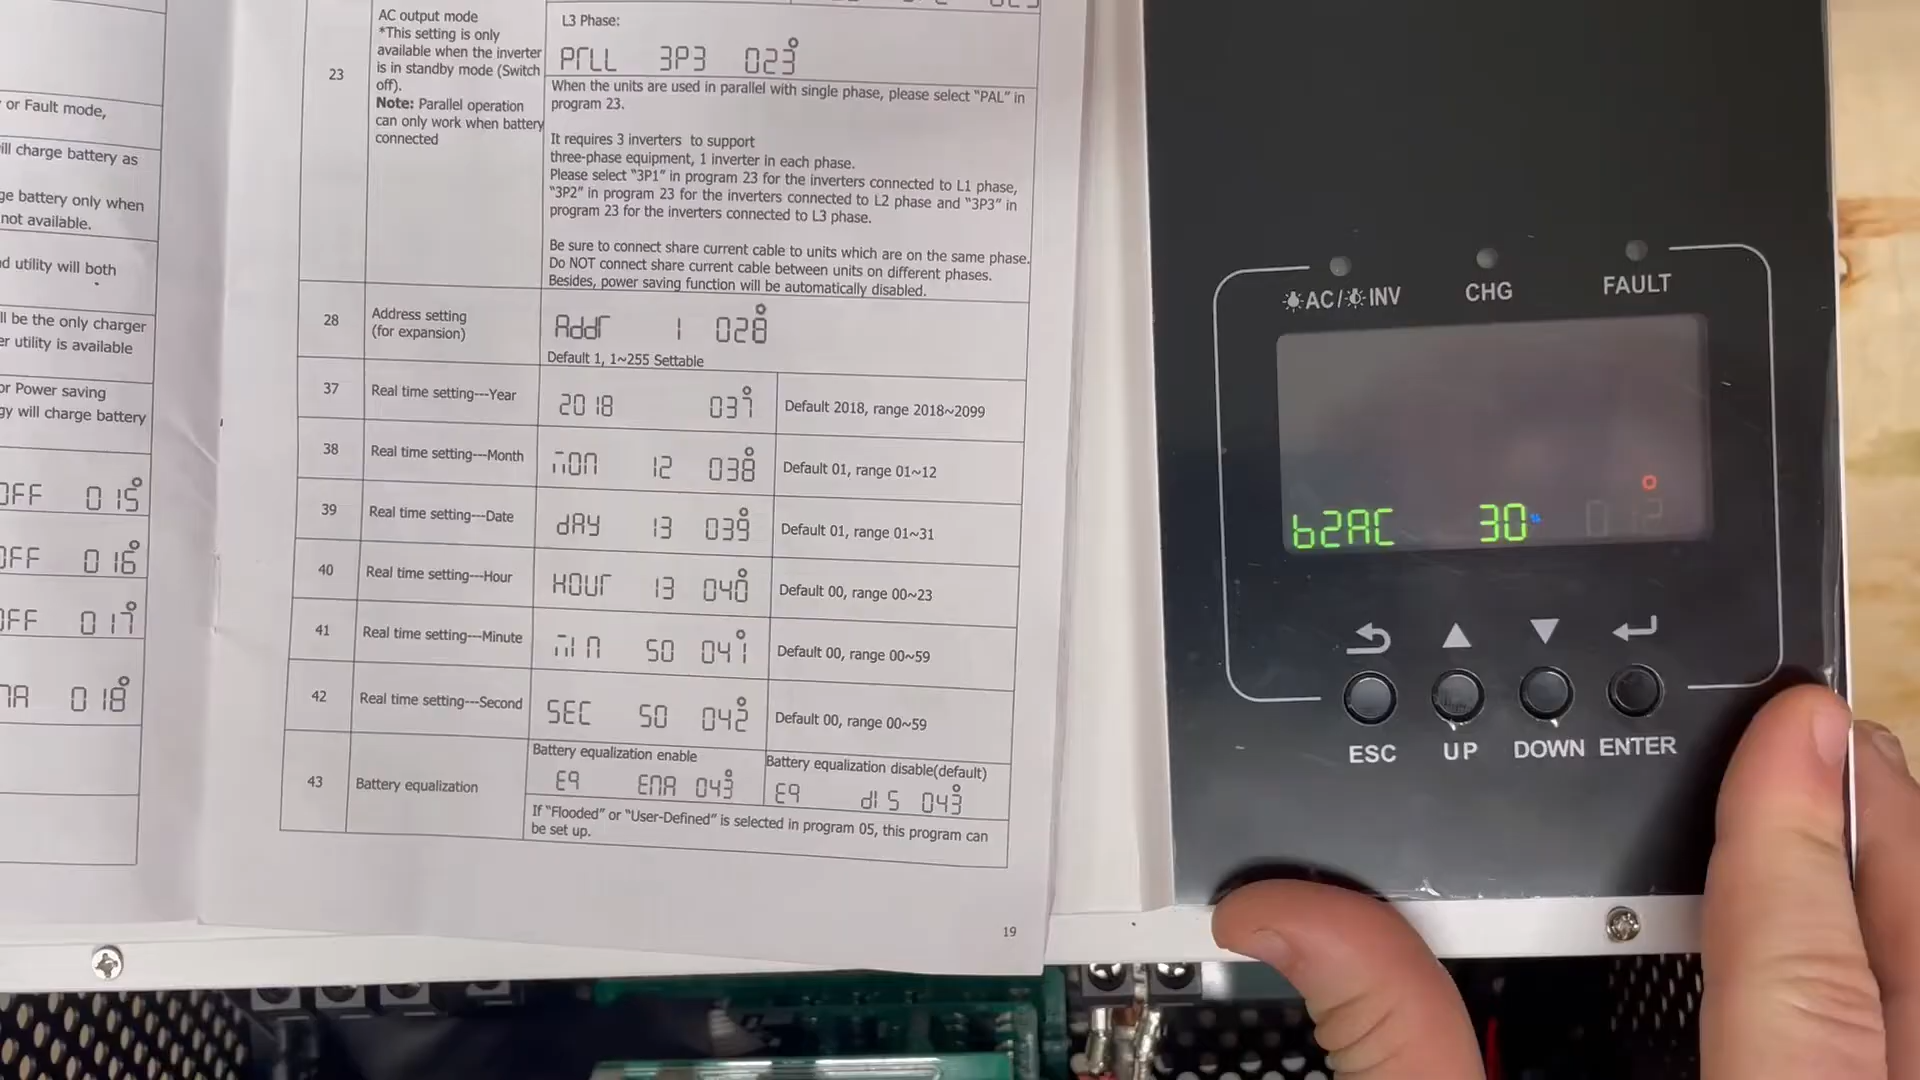 or Fault mode,
ill charge battery as
ge battery only when
not available.
d utility will both
ll be the only charger
er utility is available
or Power saving
gy will charge battery
OFF 015
OFF 016
OFF 017
NA 018
23
AC output mode
*This setting is only
available when the inverter
is in standby mode (Switch
off).
Note: Parallel operation
can only work when battery
connected
L3 Phase:
PrLL 3P3 023
When the units are used in parallel with single phase, please select "PAL" in
program 23.
It requires 3 inverters to support
three-phase equipment, 1 inverter in each phase.
Please select "3P1" in program 23 for the inverters connected to L1 phase,
"3P2" in program 23 for the inverters connected to L2 phase and "3P3" in
program 23 for the inverters connected to L3 phase.
Be sure to connect share current cable to units which are on the same phase.
Do NOT connect share current cable between units on different phases.
Besides, power saving function will be automatically disabled.
28
Address setting
(for expansion)
Addr 1 028
Default 1, 1~255 Settable
37 Real time setting---Year 2018 037 Default 2018, range 2018~2099
38 Real time setting---Month MON 12 038 Default 01, range 01~12
39 Real time setting---Date dAY 13 039 Default 01, range 01~31
40 Real time setting---Hour HOUr 13 040 Default 00, range 00~23
41 Real time setting---Minute MIN 50 041 Default 00, range 00~59
42 Real time setting---Second SEC 50 042 Default 00, range 00~59
43
Battery equalization
Battery equalization enable
Eq ENA 043
Battery equalization disable(default)
Eq dIS 043
If "Flooded" or "User-Defined" is selected in program 05, this program can
be set up.
19
AC/INV
CHG
FAULT
b2AC 30% 012
ESC
UP
DOWN
ENTER